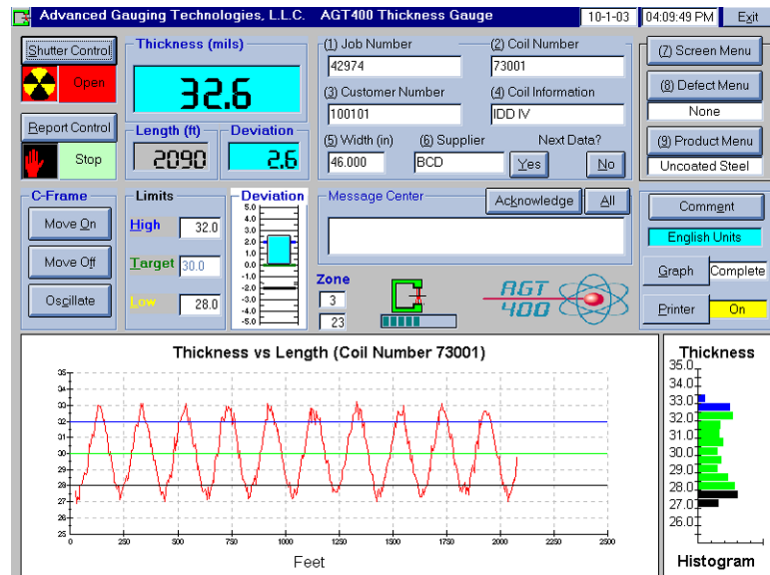 Advanced Gauging Technologies, L.L.C. AGT400 Thickness Gauge 10-1-03 04:09:49 PM Exit
Shutter Control
Open
Report Control
Stop
Thickness (mils)
32.6
Length (ft) Deviation
2090 2.6
(1) Job Number (2) Coil Number
42974 73001
(3) Customer Number (4) Coil Information
100101 IDD IV
(5) Width (in) (6) Supplier Next Data?
46.000 BCD Yes No
(7) Screen Menu
(8) Defect Menu
None
(9) Product Menu
Uncoated Steel
C-Frame
Move On
Move Off
Oscillate
Limits
High 32.0
Target 30.0
Low 28.0
Deviation
5.0
4.0
3.0
2.0
1.0
0.0
-1.0
-2.0
-3.0
-4.0
-5.0
Message Center Acknowledge All
Zone
3
23
AGT
400
Comment
English Units
Graph Complete
Printer On
Thickness vs Length (Coil Number 73001)
35
34
33
32
31
30
29
28
27
26
25
0 250 500 750 1000 1250 1500 1750 2000 2250 2500
Feet
Thickness
35.0
34.0
33.0
32.0
31.0
30.0
29.0
28.0
27.0
26.0
Histogram